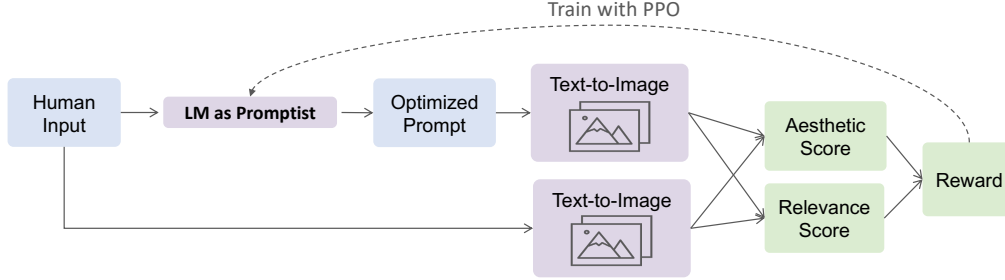 Train with PPO
Human
Input
LM as Promptist
Optimized
Prompt
Text-to-Image
Text-to-Image
Aesthetic
Score
Relevance
Score
Reward